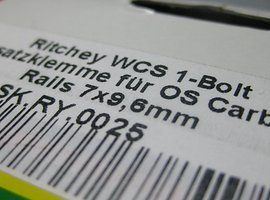 Ritchey WCS 1-Bolt
satzklemme für OS Carb
Rails 7x9,6mm
SK.RY.0025